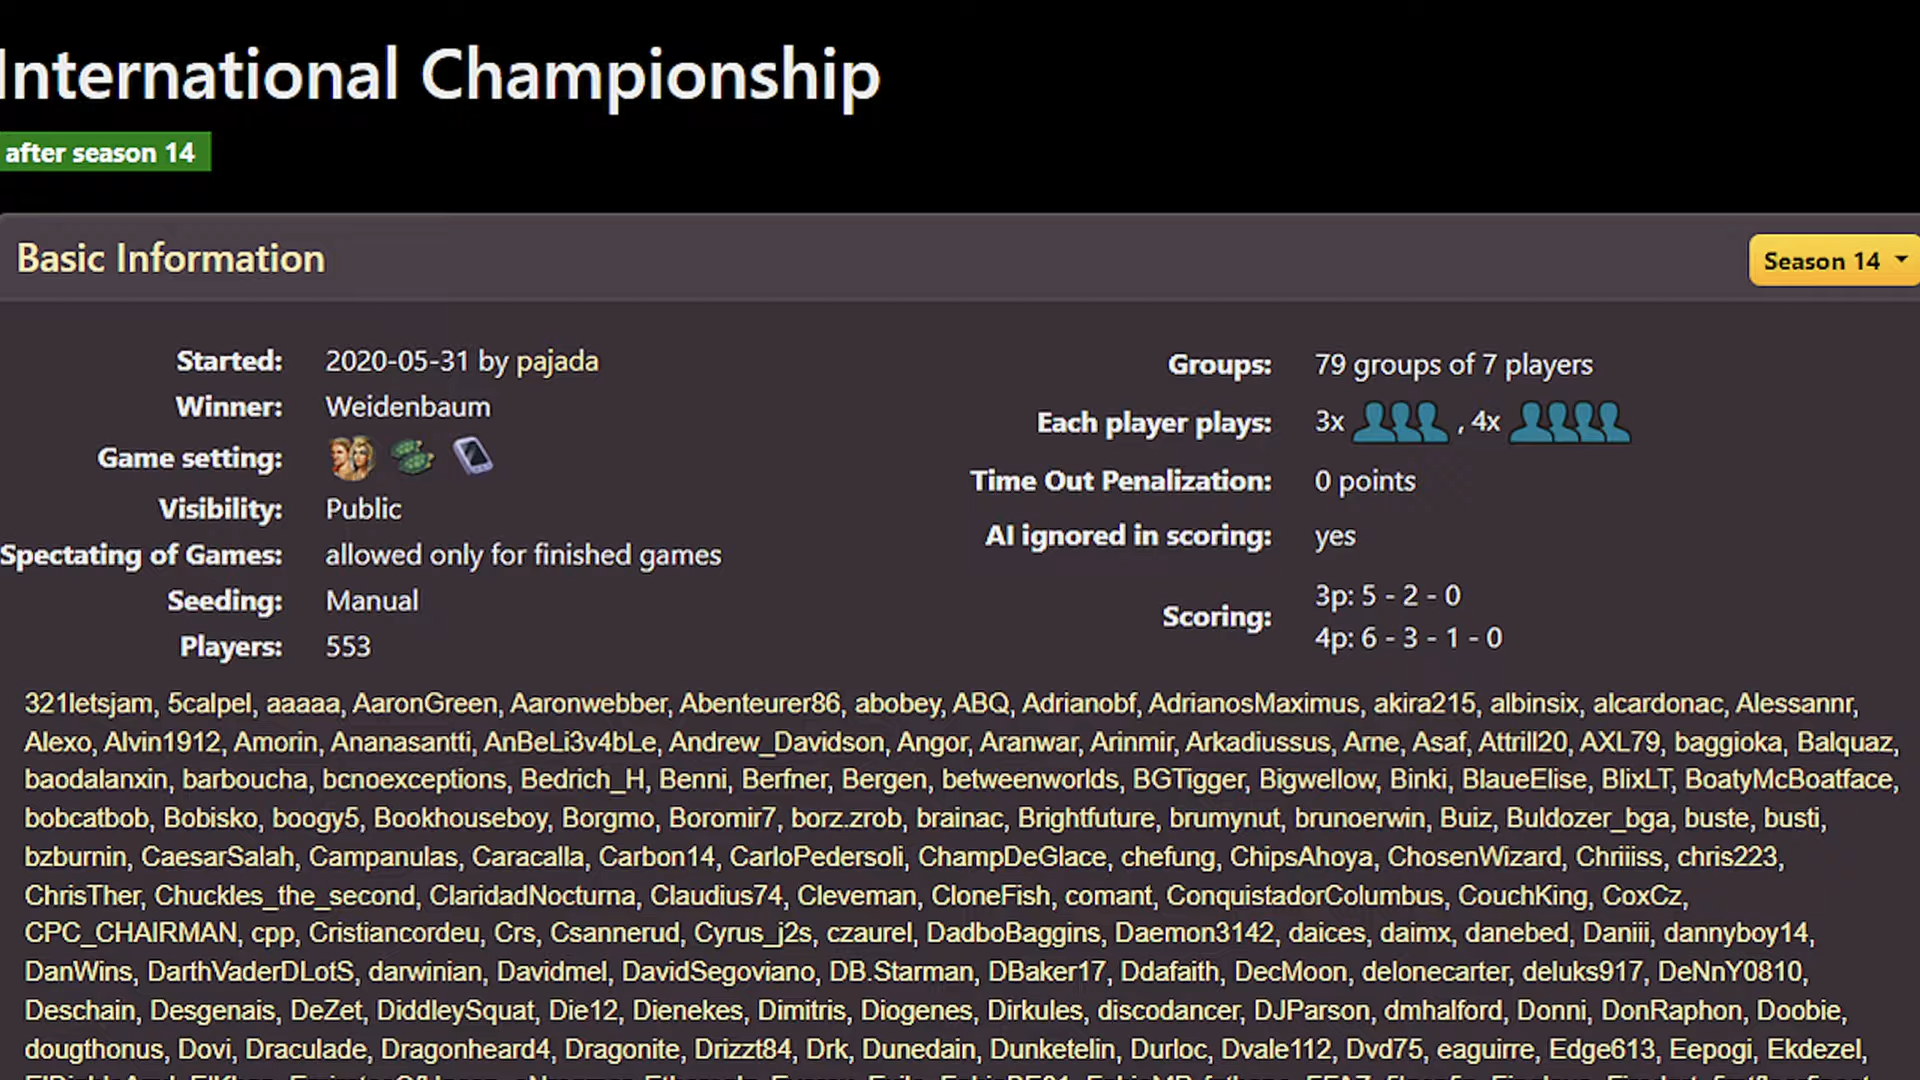 International Championship
after season 14
Basic Information
Season 14
Started: 2020-05-31 by pajada
Winner: Weidenbaum
Game setting:
Visibility: Public
Spectating of Games: allowed only for finished games
Seeding: Manual
Players: 553
Groups: 79 groups of 7 players
Each player plays: 3x , 4x
Time Out Penalization: 0 points
AI ignored in scoring: yes
Scoring: 3p: 5 - 2 - 0
4p: 6 - 3 - 1 - 0
321letsjam, 5calpel, aaaaa, AaronGreen, Aaronwebber, Abenteurer86, abobey, ABQ, Adrianobf, AdrianosMaximus, akira215, albinsix, alcardonac, Alessannr,
Alexo, Alvin1912, Amorin, Ananasantti, AnBeLi3v4bLe, Andrew_Davidson, Angor, Aranwar, Arinmir, Arkadiussus, Arne, Asaf, Attrill20, AXL79, baggioka, Balquaz,
baodalanxin, barboucha, bcnoexceptions, Bedrich_H, Benni, Berfner, Bergen, betweenworlds, BGTigger, Bigwellow, Binki, BlaueElise, BlixLT, BoatyMcBoatface,
bobcatbob, Bobisko, boogy5, Bookhouseboy, Borgmo, Boromir7, borz.zrob, brainac, Brightfuture, brumynut, brunoerwin, Buiz, Buldozer_bga, buste, busti,
bzburnin, CaesarSalah, Campanulas, Caracalla, Carbon14, CarloPedersoli, ChampDeGlace, chefung, ChipsAhoya, ChosenWizard, Chriiiss, chris223,
ChrisTher, Chuckles_the_second, ClaridadNocturna, Claudius74, Cleveman, CloneFish, comant, ConquistadorColumbus, CouchKing, CoxCz,
CPC_CHAIRMAN, cpp, Cristiancordeu, Crs, Csannerud, Cyrus_j2s, czaurel, DadboBaggins, Daemon3142, daices, daimx, danebed, Daniii, dannyboy14,
DanWins, DarthVaderDLotS, darwinian, Davidmel, DavidSegoviano, DB.Starman, DBaker17, Ddafaith, DecMoon, delonecarter, deluks917, DeNnY0810,
Deschain, Desgenais, DeZet, DiddleySquat, Die12, Dienekes, Dimitris, Diogenes, Dirkules, discodancer, DJParson, dmhalford, Donni, DonRaphon, Doobie,
dougthonus, Dovi, Draculade, Dragonheard4, Dragonite, Drizzt84, Drk, Dunedain, Dunketelin, Durloc, Dvale112, Dvd75, eaguirre, Edge613, Eepogi, Ekdezel,